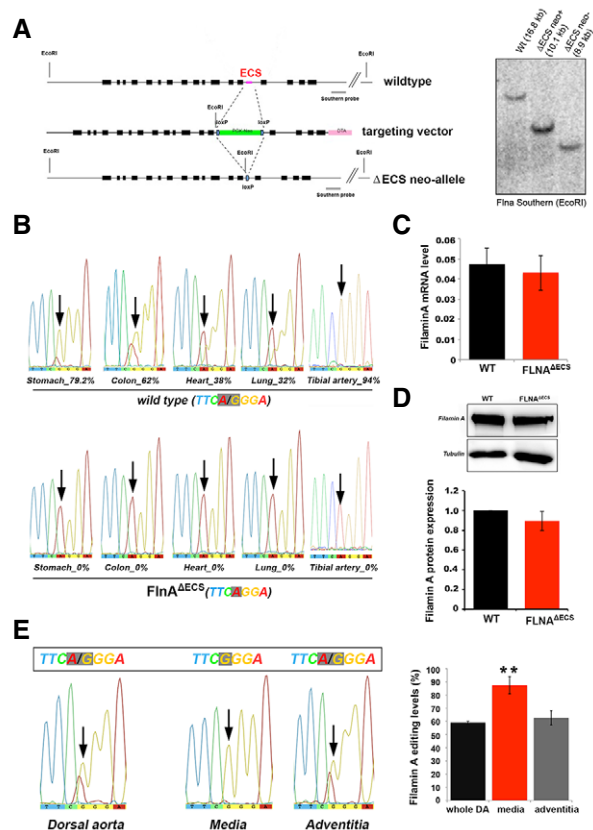 A
EcoRI
EcoRI
ECS
wildtype
Southern probe
EcoRI
loxP
loxP
PGK-Neo
DTA
targeting vector
EcoRI
EcoRI
EcoRI
loxP
Southern probe
ΔECS neo-allele
Wt (16.8 kb)
ΔECS neo+ (10.1 kb)
ΔECS neo- (8.9 kb)
Flna Southern (EcoRI)
B
Stomach_79.2%
Colon_62%
Heart_38%
Lung_32%
Tibial artery_94%
wild type (TTCA/GGGA)
Stomach_0%
Colon_0%
Heart_0%
Lung_0%
Tibial artery_0%
FlnA^ΔECS (TTCAGGA)
C
FilaminA mRNA level
0.06
0.05
0.04
0.03
0.02
0.01
0
WT
FLNA^ΔECS
D
WT
FLNA^ΔECS
Filamin A
Tubulin
Filamin A protein expression
1.2
1.0
0.8
0.6
0.4
0.2
0
WT
FLNA^ΔECS
E
TTCA/GGGA
TTCGGGA
TTCA/GGGA
Dorsal aorta
Media
Adventitia
Filamin A editing levels (%)
100
90
80
70
60
50
40
30
20
10
0
**
whole DA
media
adventitia